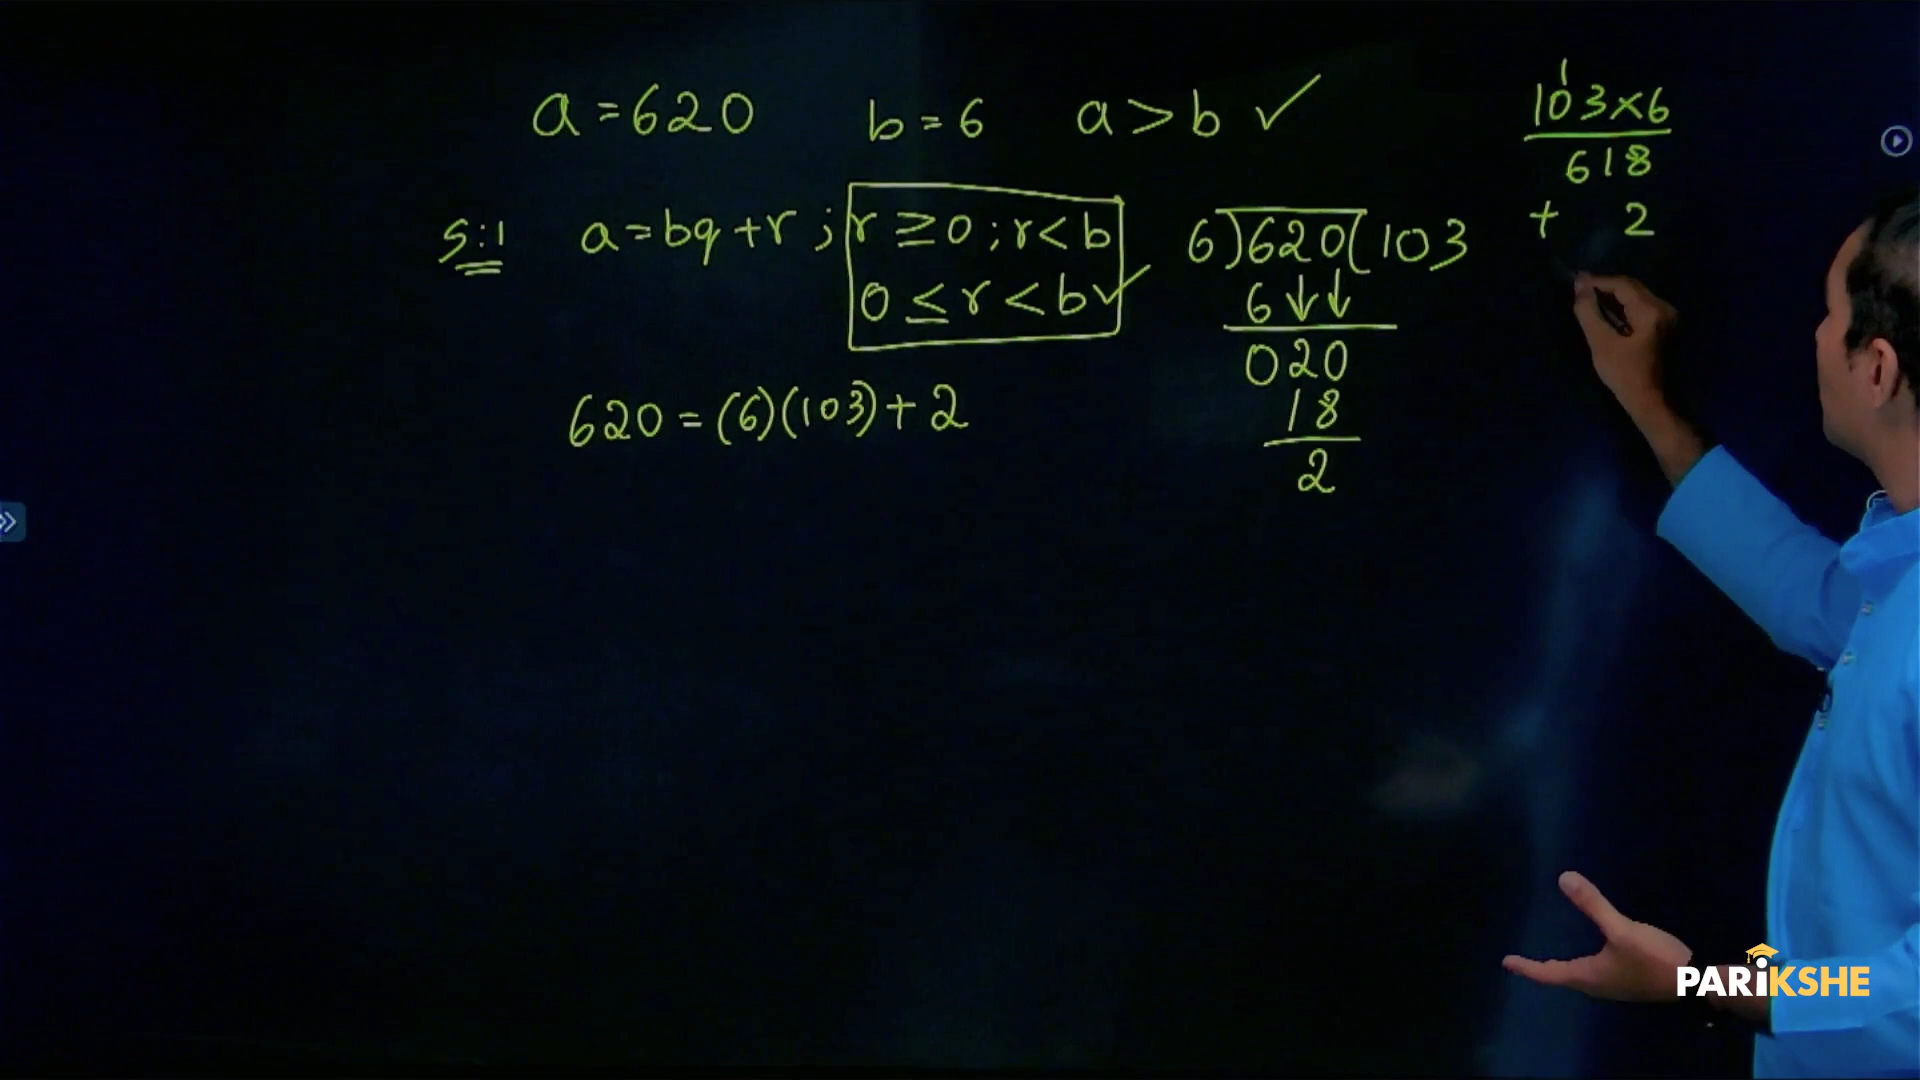 a = 620 b = 6 a > b ✓
S:1 a = bq + r ; r ≥ 0 ; r < b
0 ≤ r < b ✓
620 = (6)(103) + 2
6)620(103
6↓↓
020
18
2
1
103×6
618
+ 2
PARiKSHE